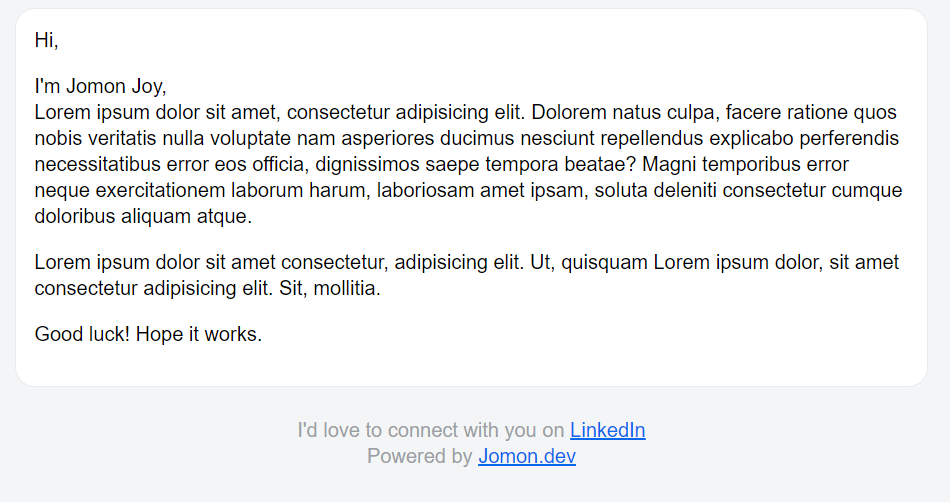 Hi,
I'm Jomon Joy,
Lorem ipsum dolor sit amet, consectetur adipisicing elit. Dolorem natus culpa, facere ratione quos
nobis veritatis nulla voluptate nam asperiores ducimus nesciunt repellendus explicabo perferendis
necessitatibus error eos officia, dignissimos saepe tempora beatae? Magni temporibus error
neque exercitationem laborum harum, laboriosam amet ipsam, soluta deleniti consectetur cumque
doloribus aliquam atque.
Lorem ipsum dolor sit amet consectetur, adipisicing elit. Ut, quisquam Lorem ipsum dolor, sit amet
consectetur adipisicing elit. Sit, mollitia.
Good luck! Hope it works.
I'd love to connect with you on LinkedIn
Powered by Jomon.dev